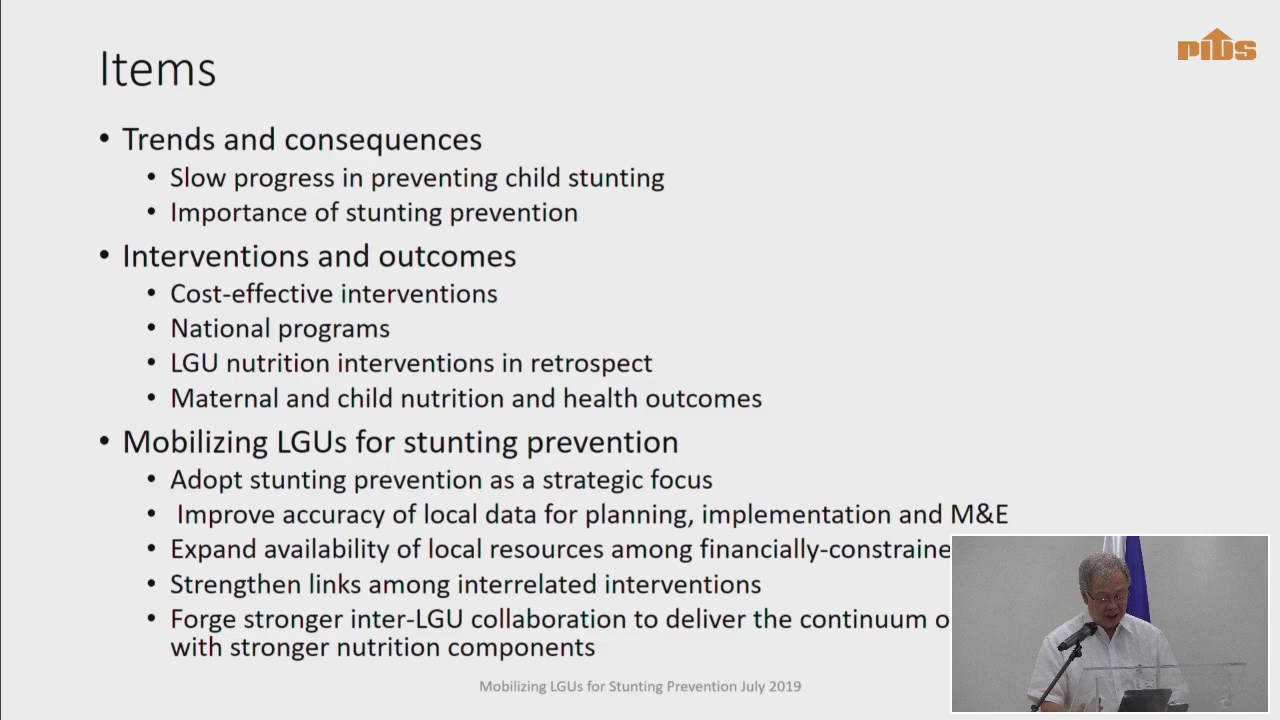 PIDS
Items
• Trends and consequences
• Slow progress in preventing child stunting
• Importance of stunting prevention
• Interventions and outcomes
• Cost-effective interventions
• National programs
• LGU nutrition interventions in retrospect
• Maternal and child nutrition and health outcomes
• Mobilizing LGUs for stunting prevention
• Adopt stunting prevention as a strategic focus
• Improve accuracy of local data for planning, implementation and M&E
• Expand availability of local resources among
• Strengthen links among interrelated interventions
• Forge stronger inter-LGU collaboration to deliver the continuum
with stronger nutrition components
Mobilizing LGUs for Stunting Prevention July 2019